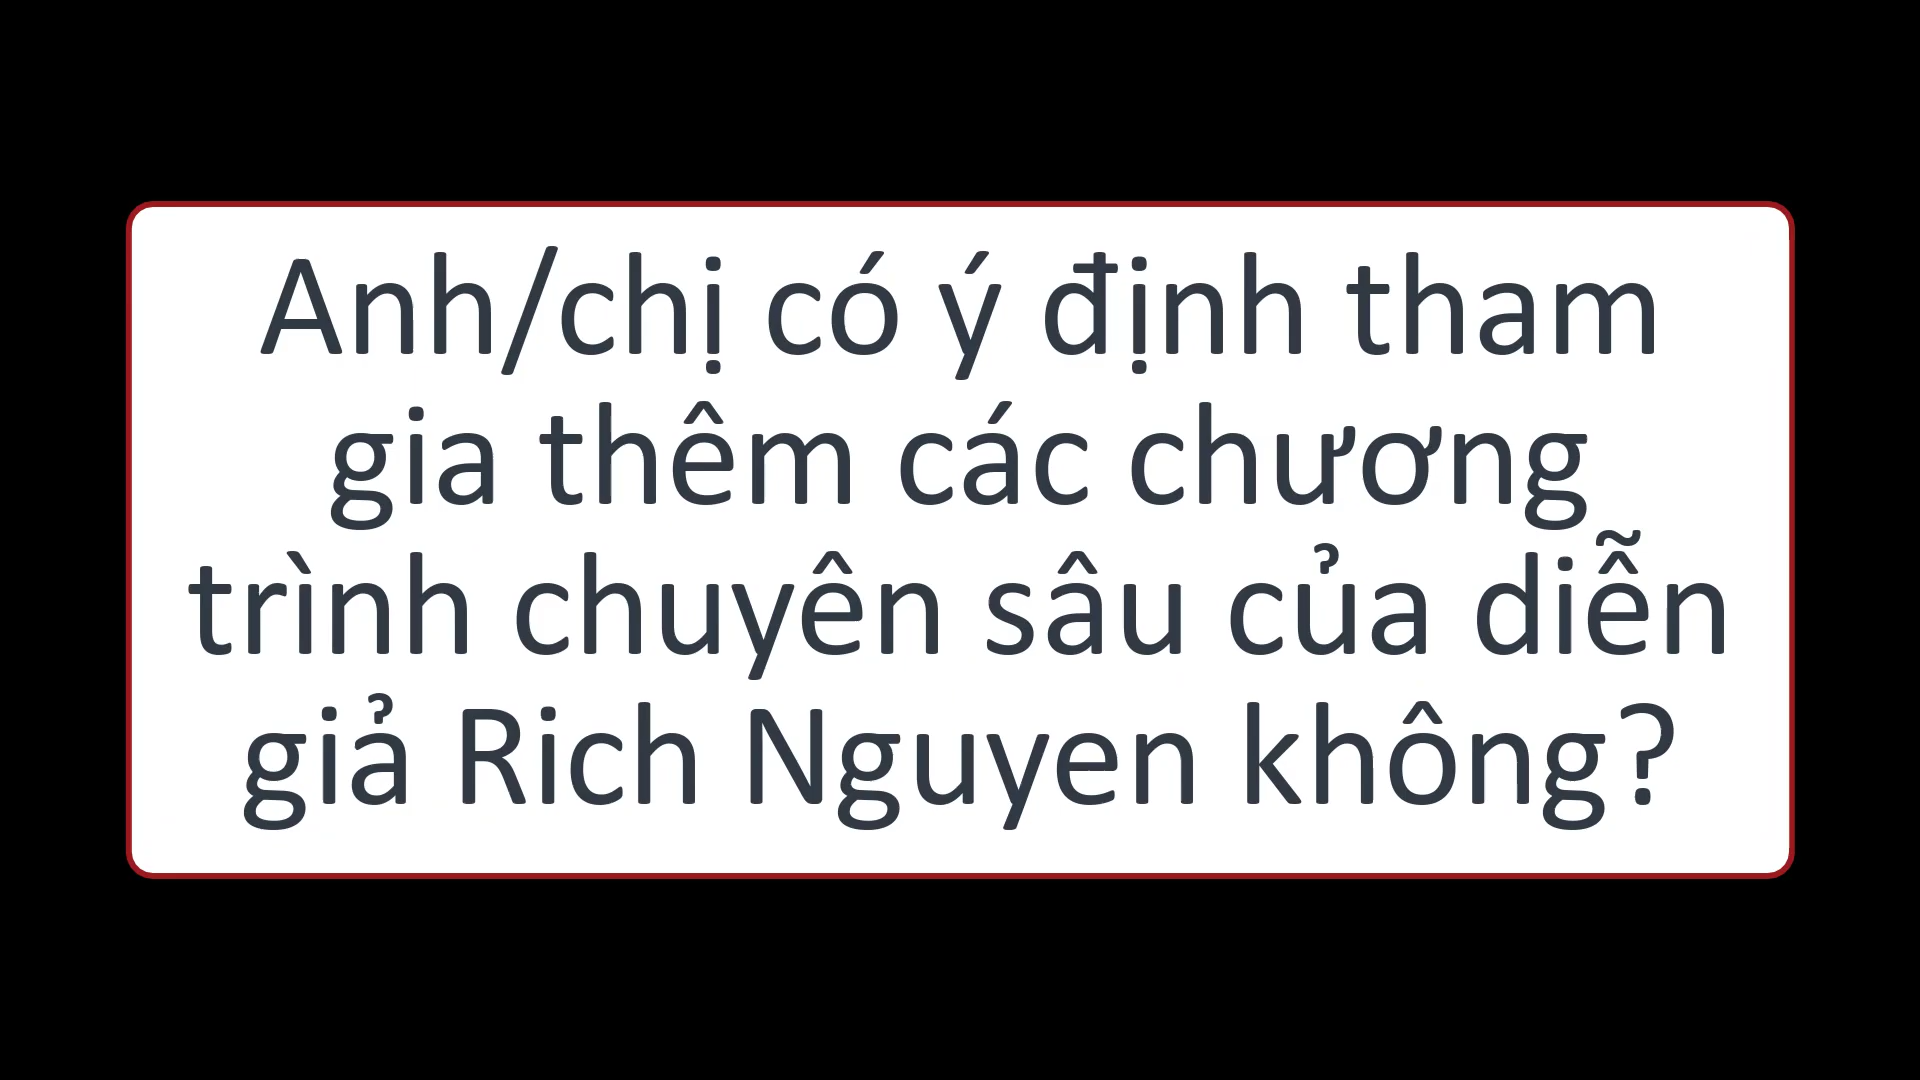 Anh/chị có ý định tham
gia thêm các chương
trình chuyên sâu của diễn
giả Rich Nguyen không?